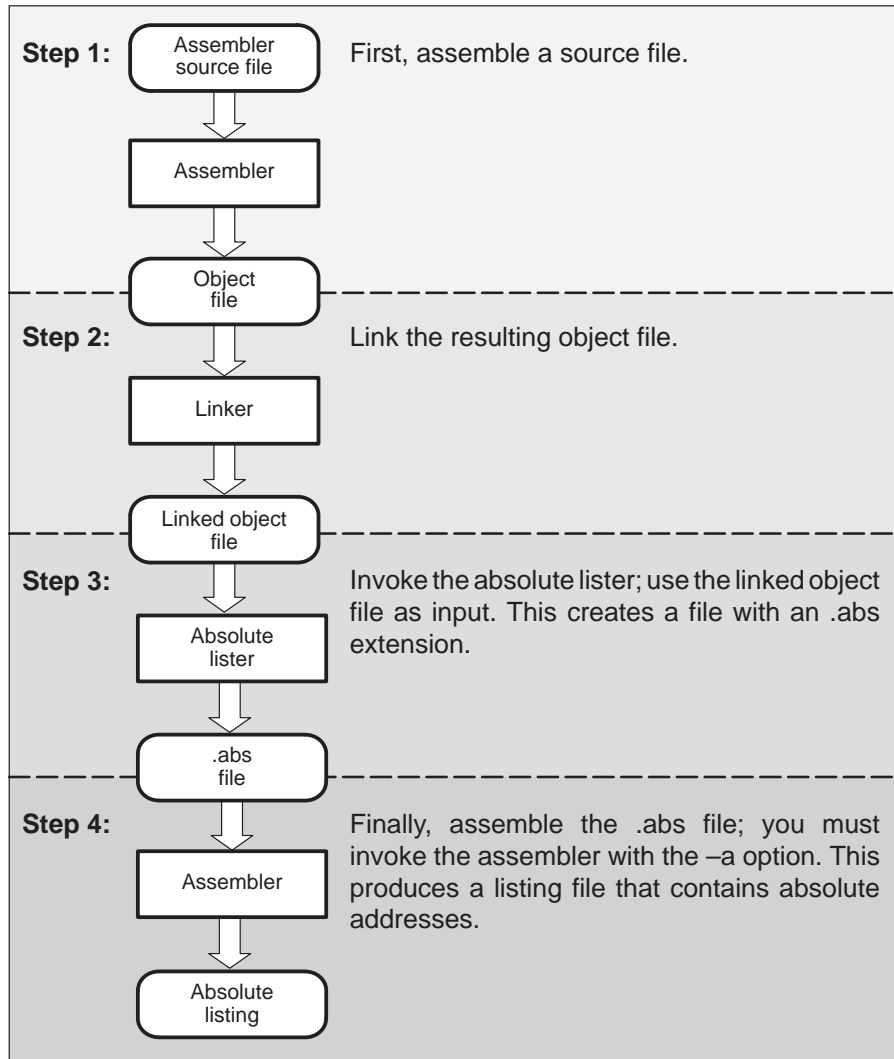 Step 1:
Assembler
source file
First, assemble a source file.
Assembler
Object
file
Step 2:
Link the resulting object file.
Linker
Linked object
file
Step 3:
Invoke the absolute lister; use the linked object
file as input. This creates a file with an .abs
extension.
Absolute
lister
.abs
file
Step 4:
Finally, assemble the .abs file; you must
invoke the assembler with the –a option. This
produces a listing file that contains absolute
addresses.
Assembler
Absolute
listing